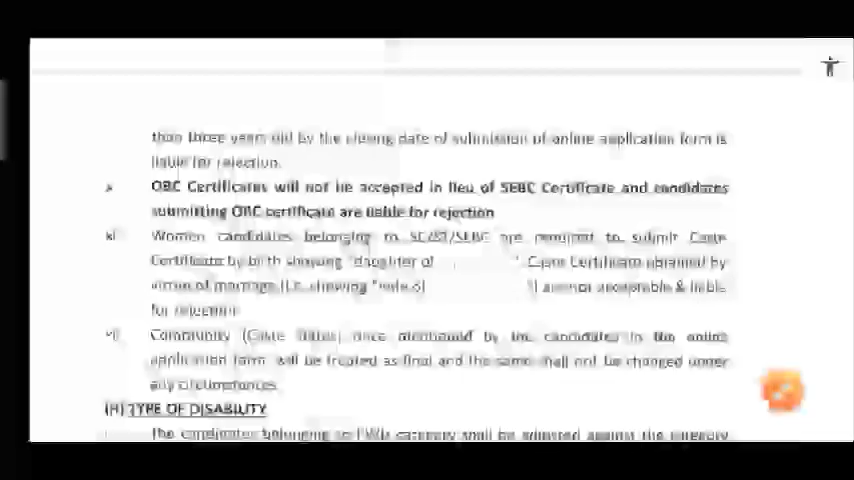 than three years old by the closing date of submission of online application form is
liable for rejection.
OBC Certificates will not be accepted in lieu of SEBC Certificate and candidates
submitting OBC certificate are liable for rejection
Women candidates belonging to SC/ST/SEBC are required to submit Caste
Certificate by birth showing "daughter of ". Caste Certificate obtained by
virtue of marriage (i.e. showing "wife of ") are not acceptable & liable
for rejection.
Community (Caste Status) once mentioned by the candidates in the online
application form will be treated as final and the same shall not be changed under
any circumstances.
(H) TYPE OF DISABILITY
The candidates belonging to PWD category shall be adjusted against the category